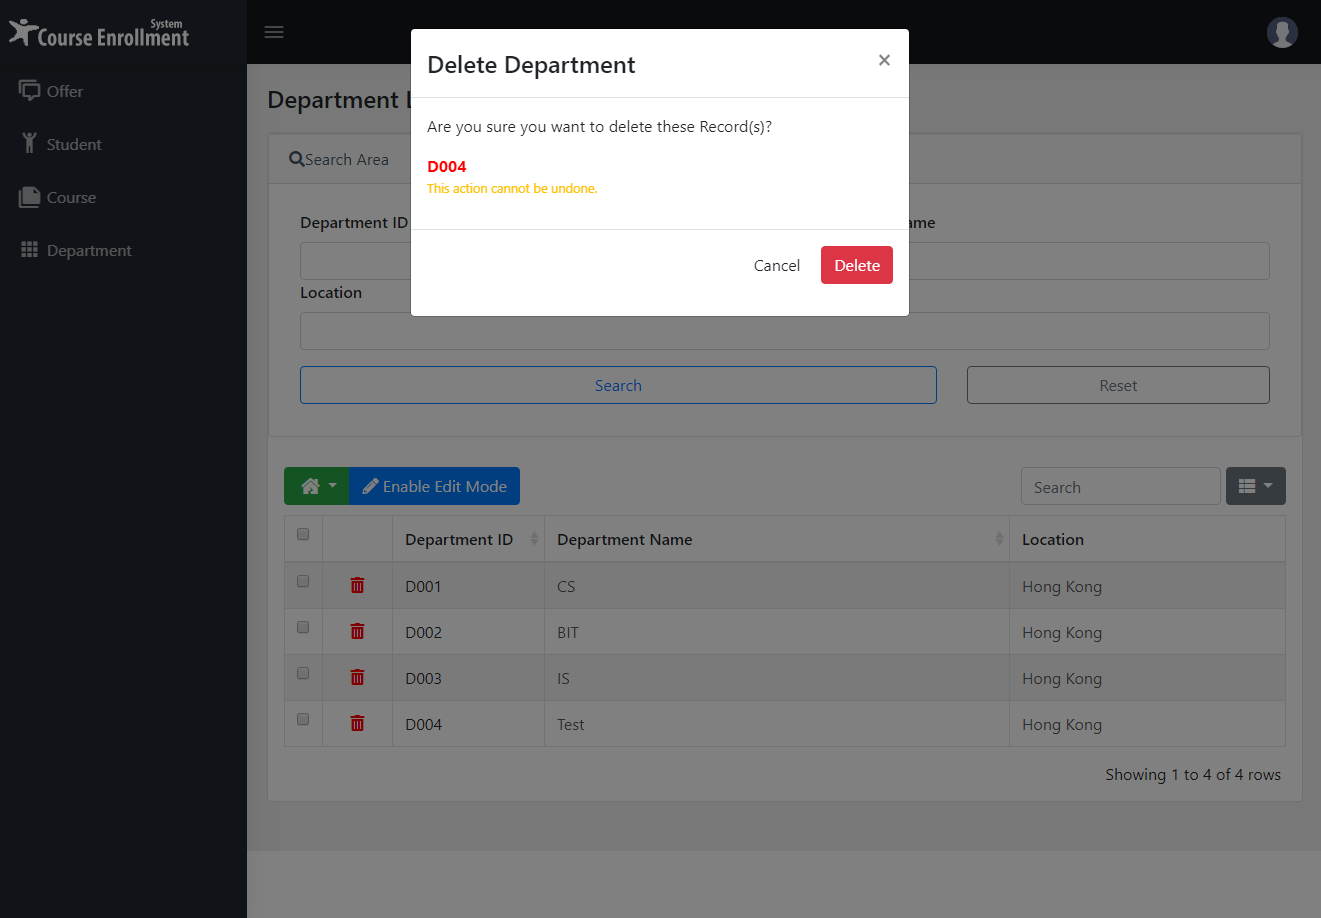 System
Course Enrollment
Offer
Student
Course
Department
Delete Department
×
Are you sure you want to delete these Record(s)?
D004
This action cannot be undone.
Cancel
Delete
Department
Search Area
Department ID
Location
Search
Reset
Enable Edit Mode
Search
Department ID
Department Name
Location
D001
CS
Hong Kong
D002
BIT
Hong Kong
D003
IS
Hong Kong
D004
Test
Hong Kong
Showing 1 to 4 of 4 rows